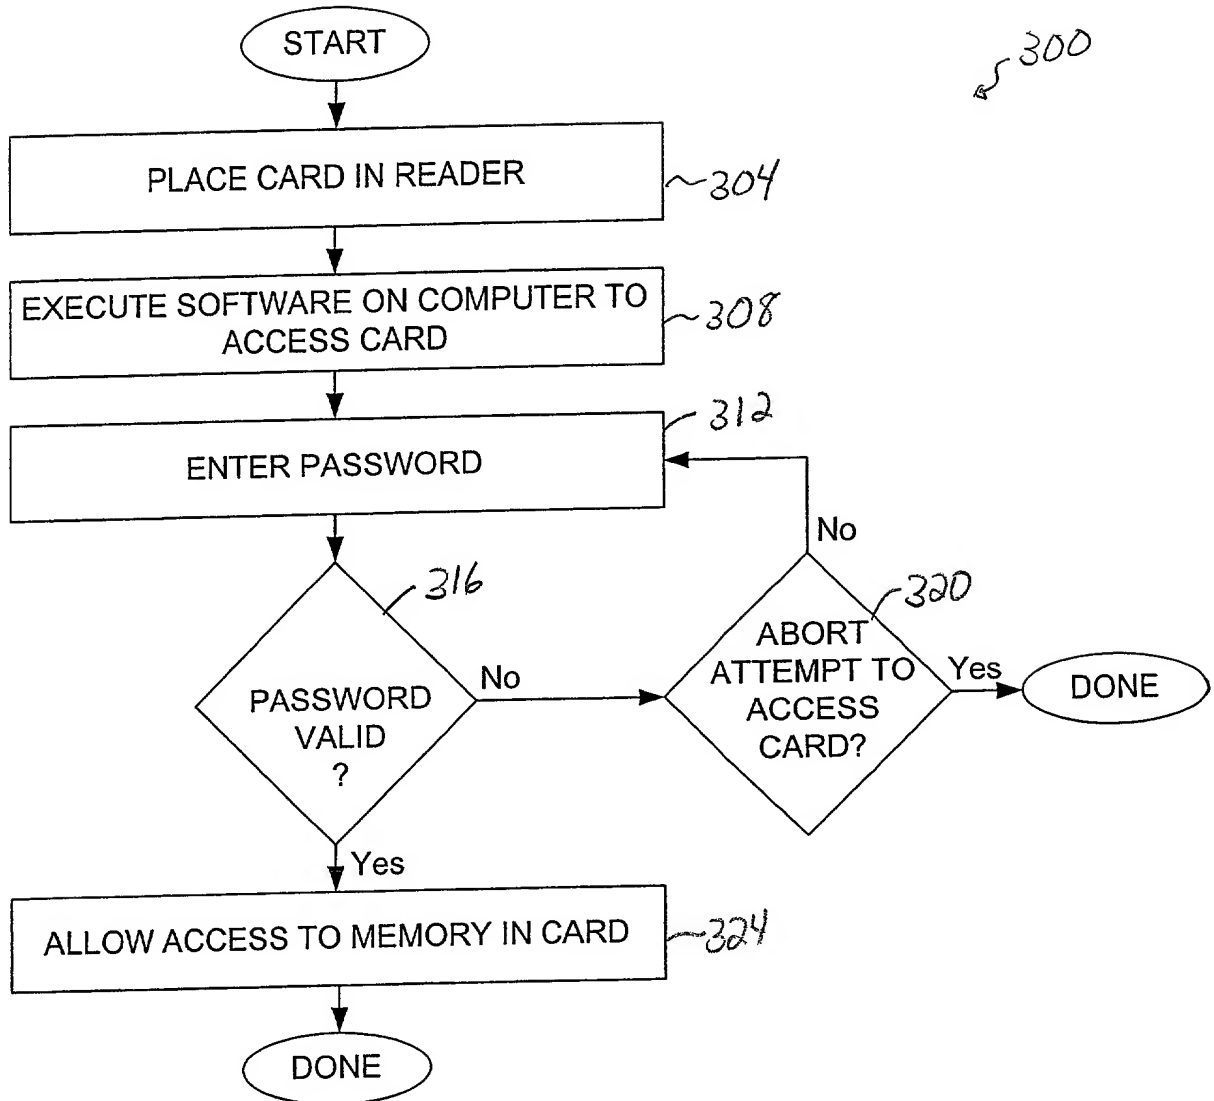 START
300
PLACE CARD IN READER
304
EXECUTE SOFTWARE ON COMPUTER TO
ACCESS CARD
308
312
ENTER PASSWORD
No
316
320
PASSWORD
VALID
?
No
ABORT
ATTEMPT TO
ACCESS
CARD?
Yes
DONE
Yes
ALLOW ACCESS TO MEMORY IN CARD
324
DONE